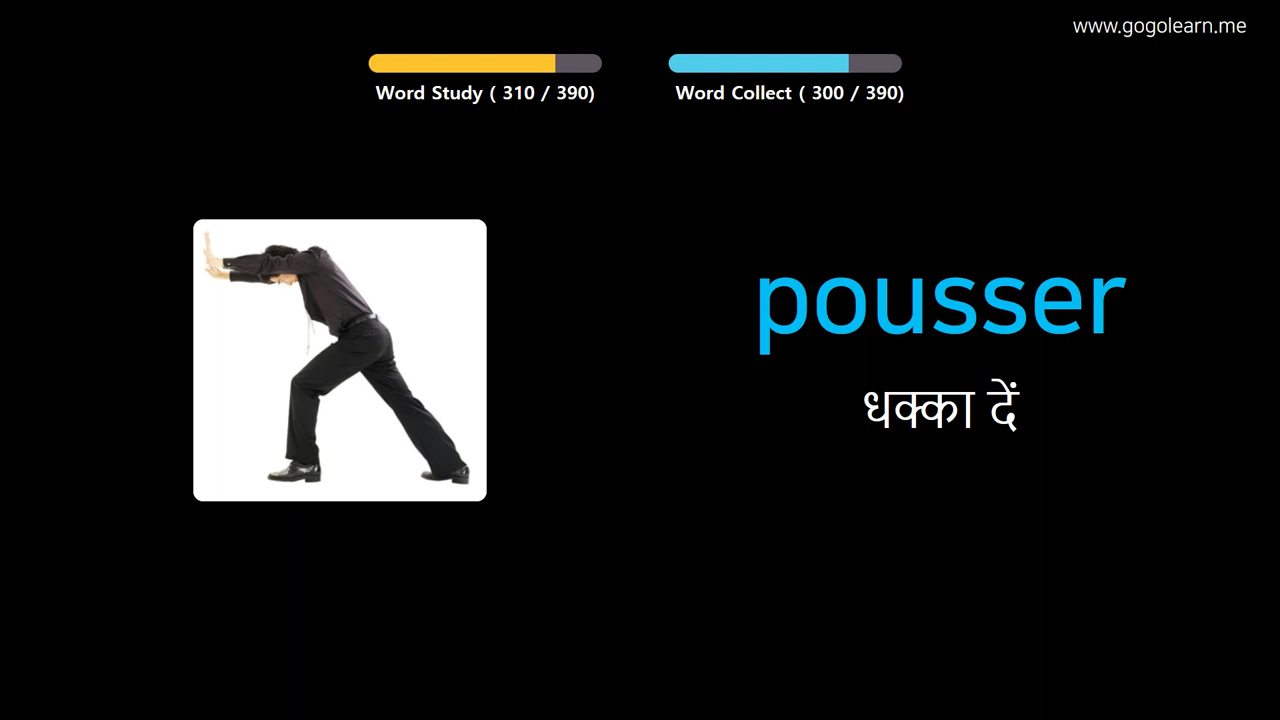 www.gogolearn.me
Word Study ( 310 / 390)
Word Collect ( 300 / 390)
pousser
धक्का दें